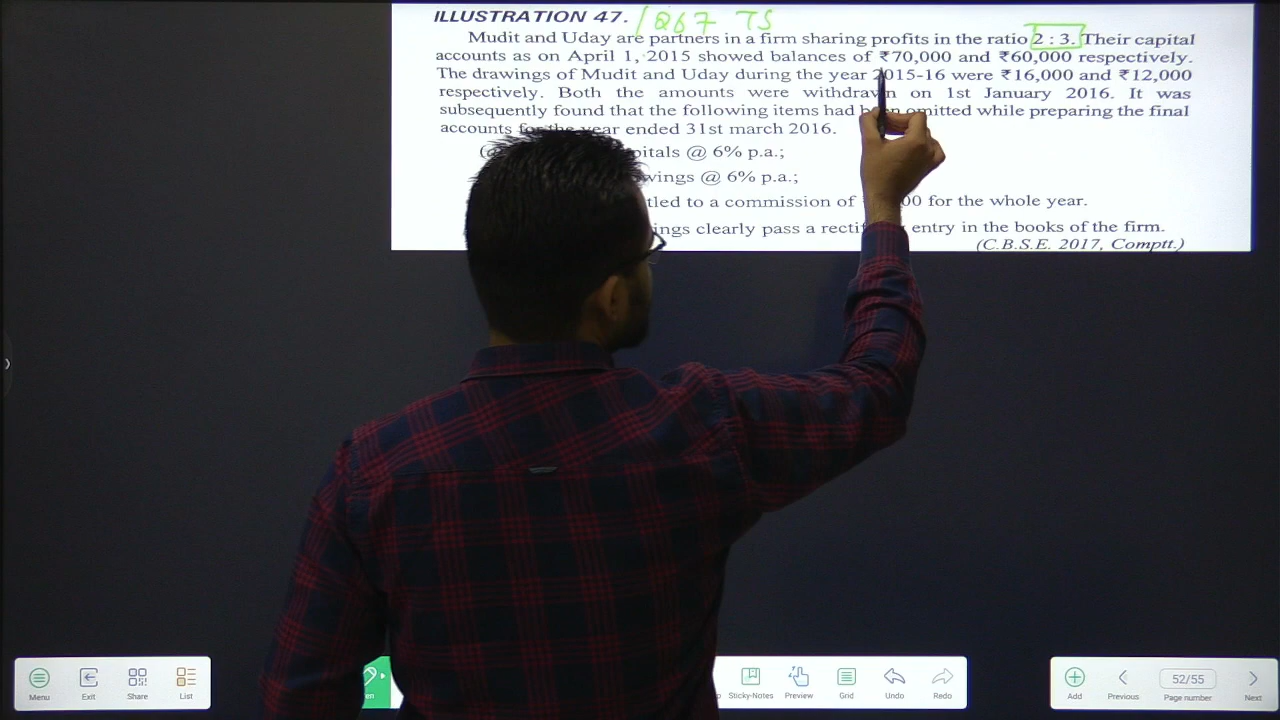 ILLUSTRATION 47. / Q67 TS
Mudit and Uday are partners in a firm sharing profits in the ratio 2 : 3. Their capital
accounts as on April 1, 2015 showed balances of ₹70,000 and ₹60,000 respectively.
The drawings of Mudit and Uday during the year 2015-16 were ₹16,000 and ₹12,000
respectively. Both the amounts were withdrawn on 1st January 2016. It was
subsequently found that the following items had been omitted while preparing the final
accounts for the year ended 31st march 2016.
@ 6% p.a.;
@ 6% p.a.;
to a commission of 00 for the whole year.
clearly pass a entry in the books of the firm.
(C.B.S.E. 2017, Comptt.)
Menu
Exit
Share
List
Sticky-Notes
Preview
Grid
Undo
Redo
Add
Previous
52/55
Page number
Next